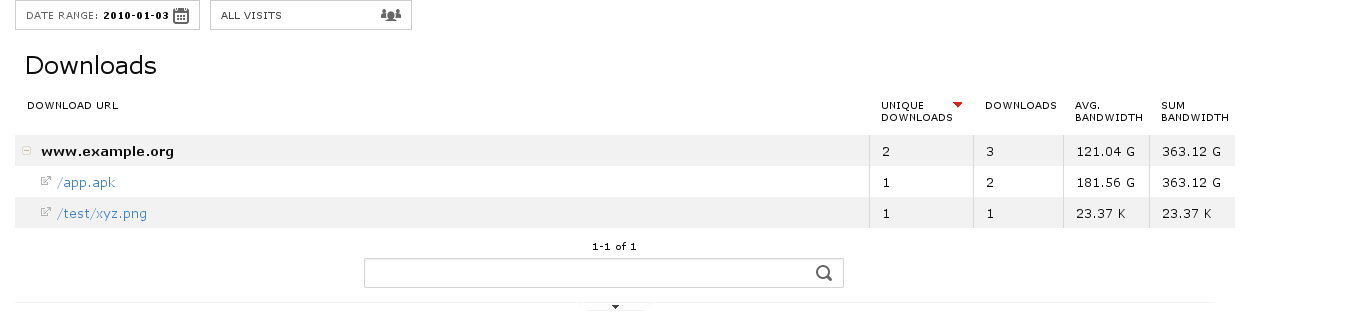 DATE RANGE: 2010-01-03 ALL VISITS
Downloads
DOWNLOAD URL UNIQUE DOWNLOADS DOWNLOADS AVG. BANDWIDTH SUM BANDWIDTH
www.example.org 2 3 121.04 G 363.12 G
/app.apk 1 2 181.56 G 363.12 G
/test/xyz.png 1 1 23.37 K 23.37 K
1-1 of 1